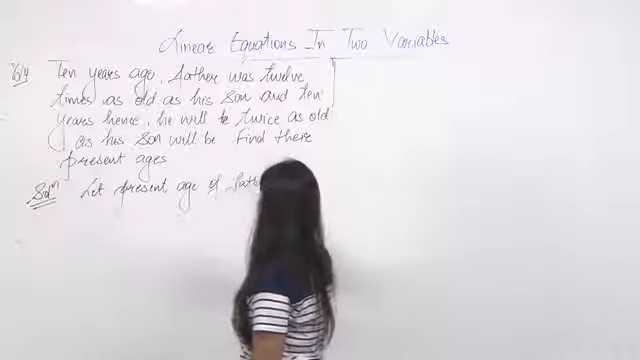 Linear Equations In Two Variables
Ten years ago, father was twelve
times as old as his son and ten
years hence, he will be twice as old
as his son will be Find there
present ages
Solⁿ Let present age of